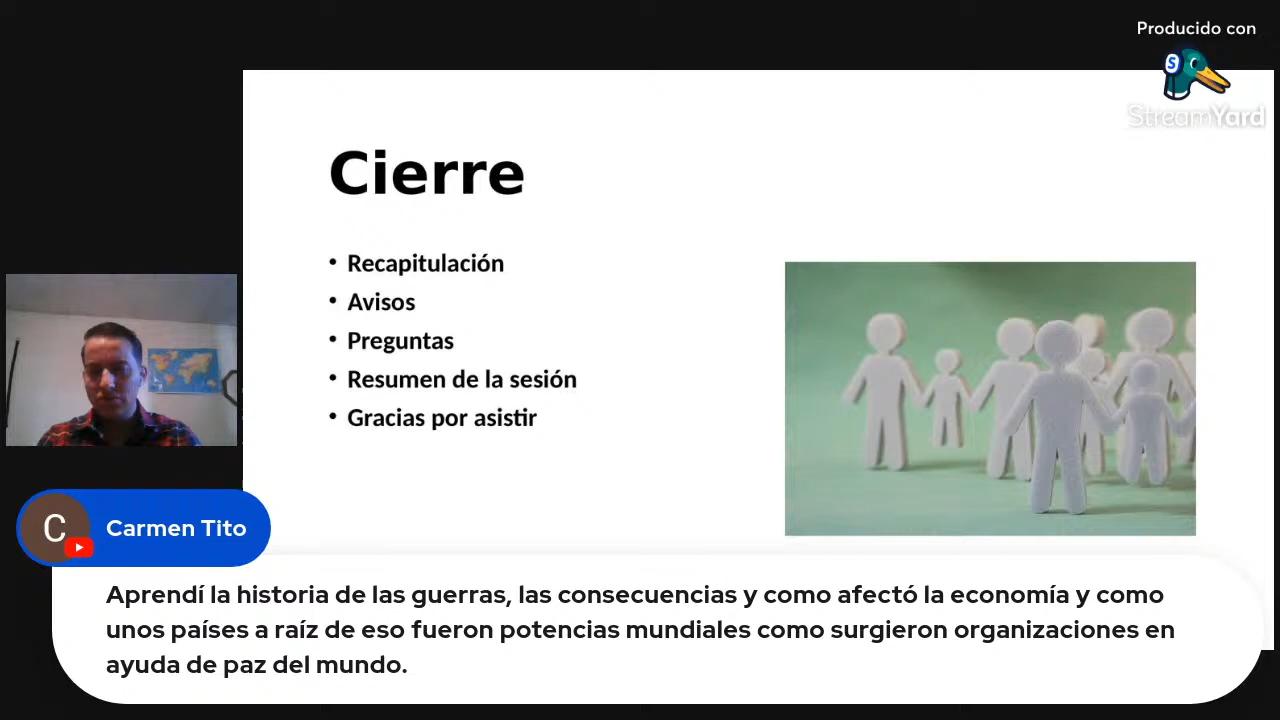 Producido con
StreamYard
Cierre
• Recapitulación
• Avisos
• Preguntas
• Resumen de la sesión
• Gracias por asistir
C
Carmen Tito
Aprendí la historia de las guerras, las consecuencias y como afectó la economía y como
unos países a raíz de eso fueron potencias mundiales como surgieron organizaciones en
ayuda de paz del mundo.